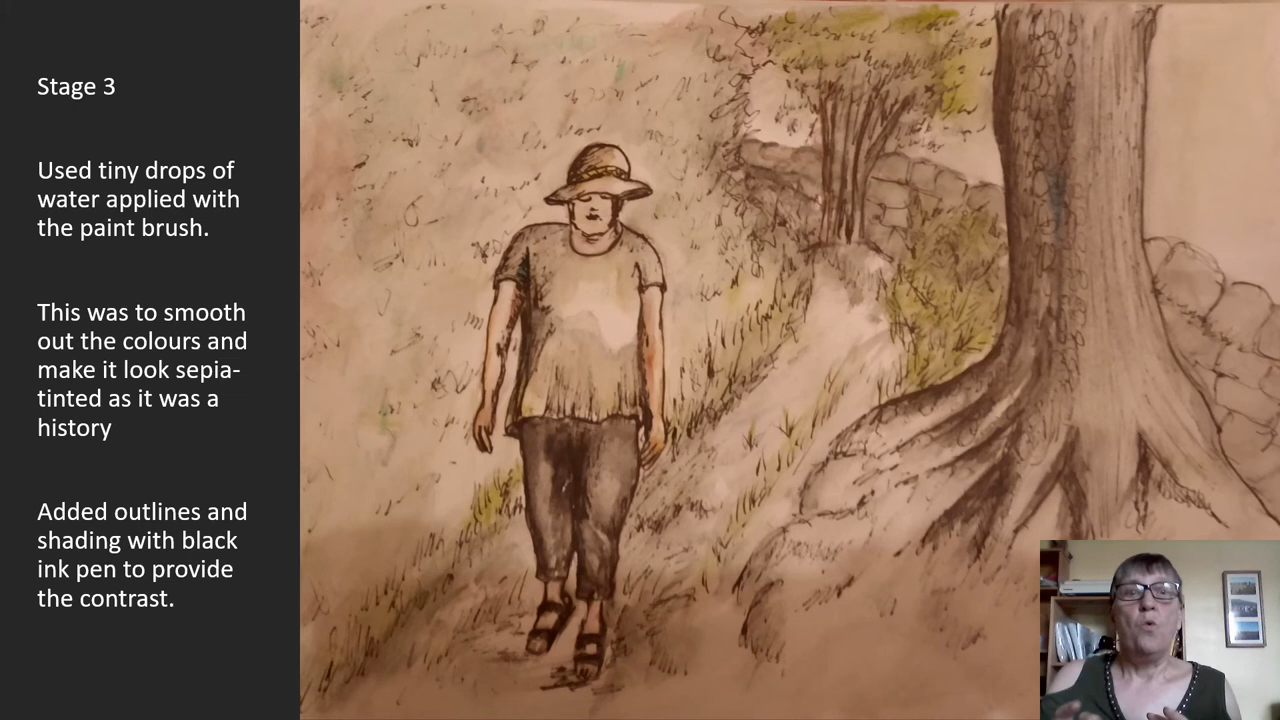 Stage 3
Used tiny drops of
water applied with
the paint brush.
This was to smooth
out the colours and
make it look sepia-
tinted as it was a
history
Added outlines and
shading with black
ink pen to provide
the contrast.